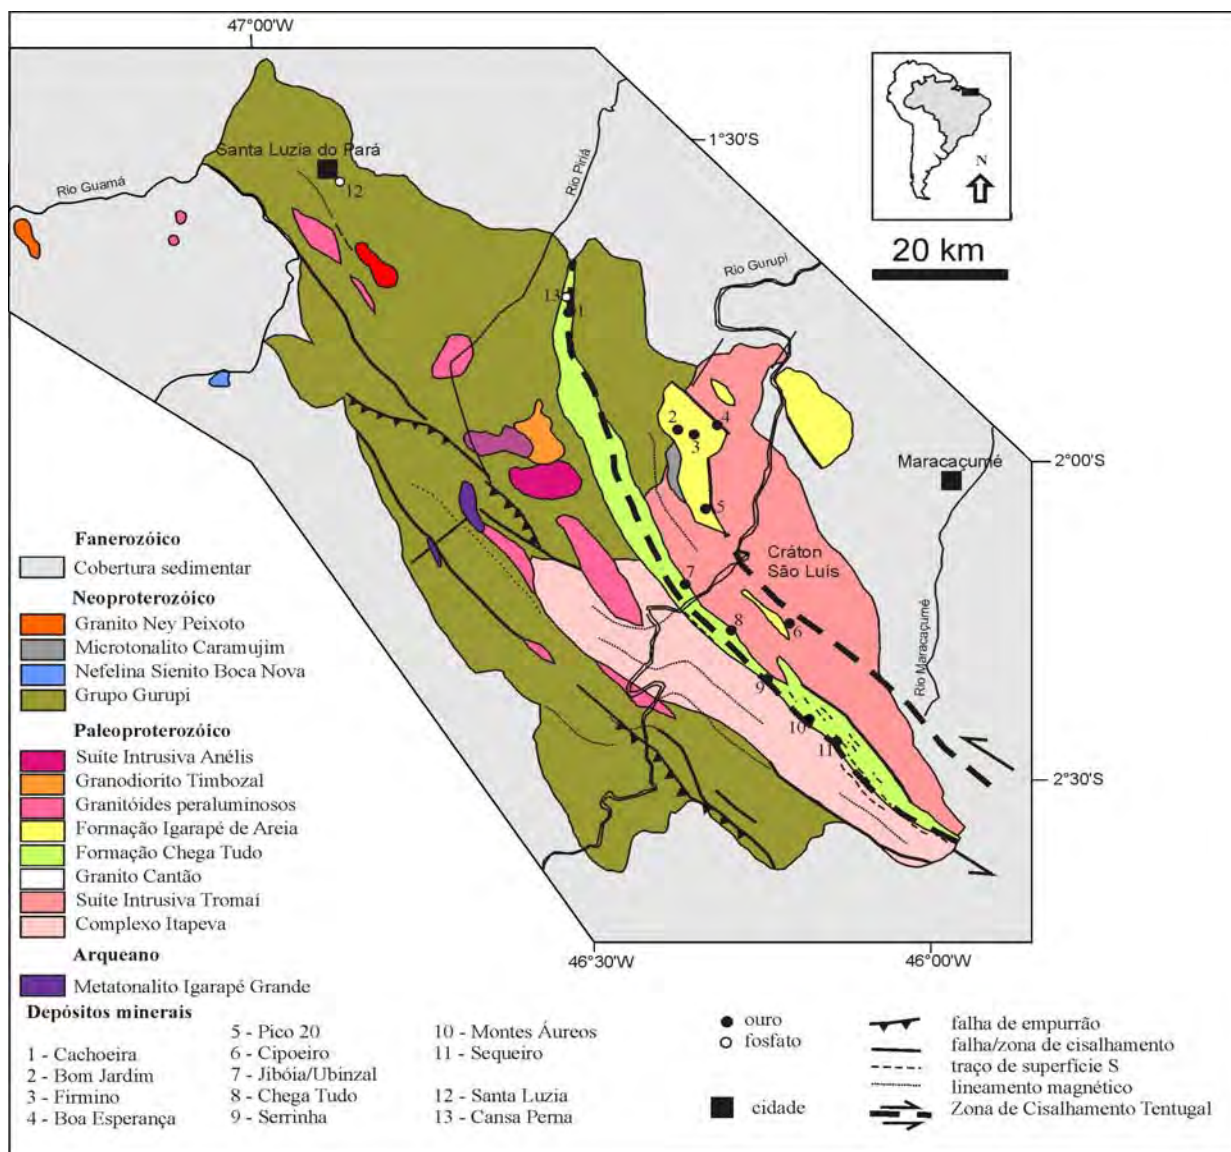 47°00'W
1°30'S
Santa Luzia do Pará
12
Rio Guamá
Rio Piriá
N
20 km
Rio Gurupi
13
1
2
3
4
5
2°00'S
Maracaçumé
Cráton
São Luís
7
8
6
9
10
11
Rio Maracaçumé
2°30'S
46°30'W
46°00'W
Fanerozóico
Cobertura sedimentar
Neoproterozóico
Granito Ney Peixoto
Microtonalito Caramujim
Nefelina Sienito Boca Nova
Grupo Gurupi
Paleoproterozóico
Suíte Intrusiva Anélis
Granodiorito Timbozal
Granitóides peraluminosos
Formação Igarapé de Areia
Formação Chega Tudo
Granito Cantão
Suíte Intrusiva Tromaí
Complexo Itapeva
Arqueano
Metatonalito Igarapé Grande
Depósitos minerais
1 - Cachoeira
2 - Bom Jardim
3 - Firmino
4 - Boa Esperança
5 - Pico 20
6 - Cipoeiro
7 - Jibóia/Ubinzal
8 - Chega Tudo
9 - Serrinha
10 - Montes Áureos
11 - Sequeiro
12 - Santa Luzia
13 - Cansa Perna
ouro
fosfato
cidade
falha de empurrão
falha/zona de cisalhamento
traço de superfície S
lineamento magnético
Zona de Cisalhamento Tentugal